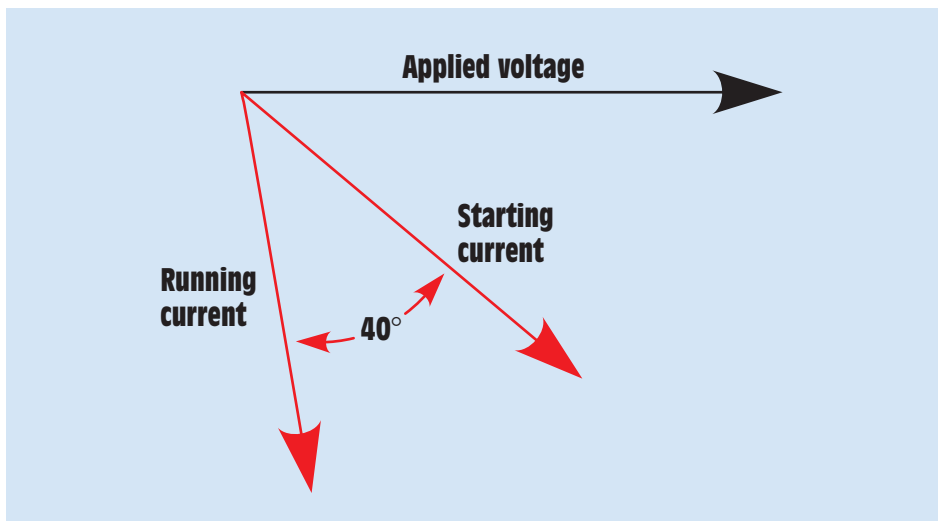 Applied voltage
Starting
current
Running
current
40°